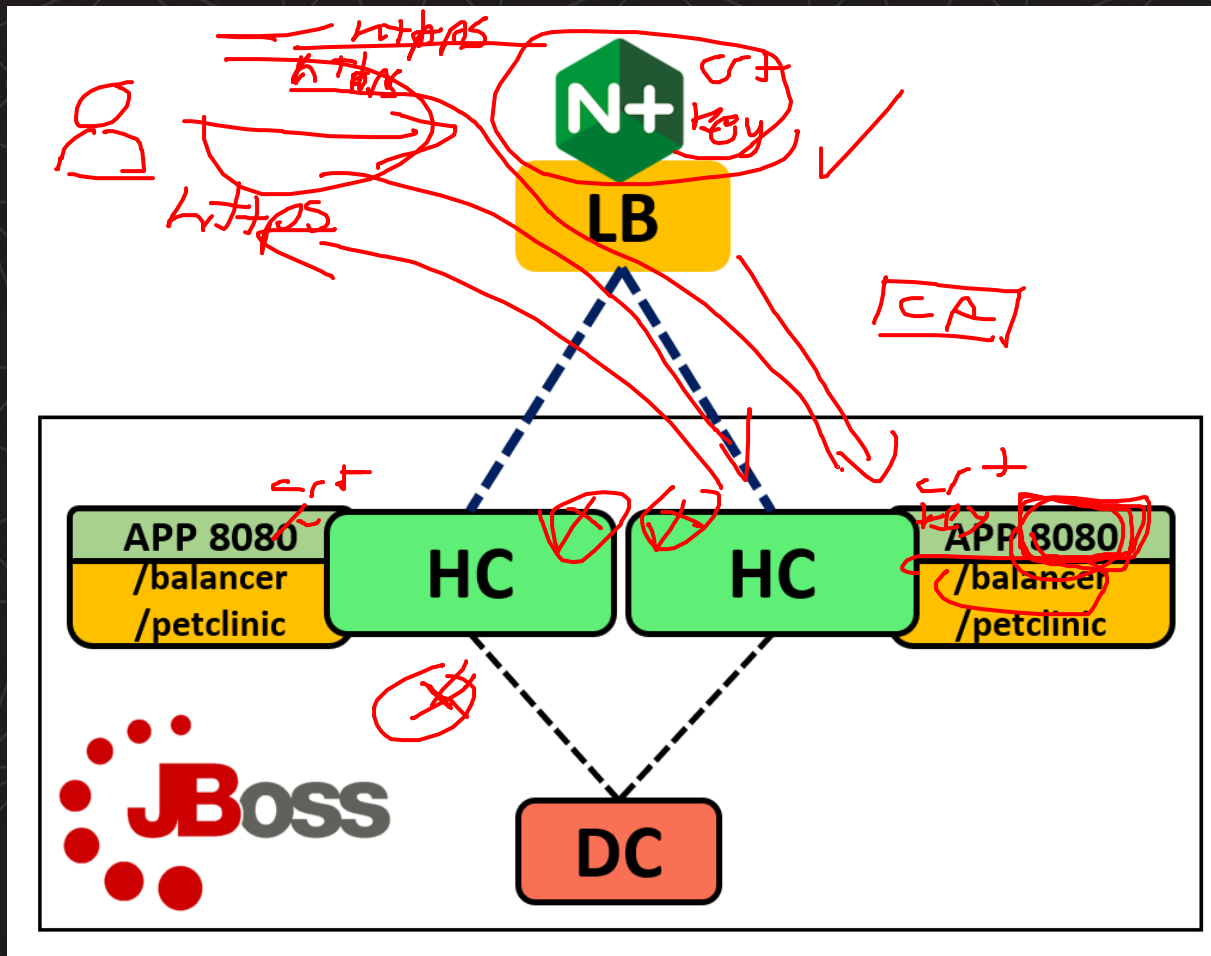 https
https
N+
crt
key
LB
https
CA
crt
APP 8080
/balancer
/petclinic
HC
HC
crt
key
APP 8080
/balancer
/petclinic
JBoss
DC